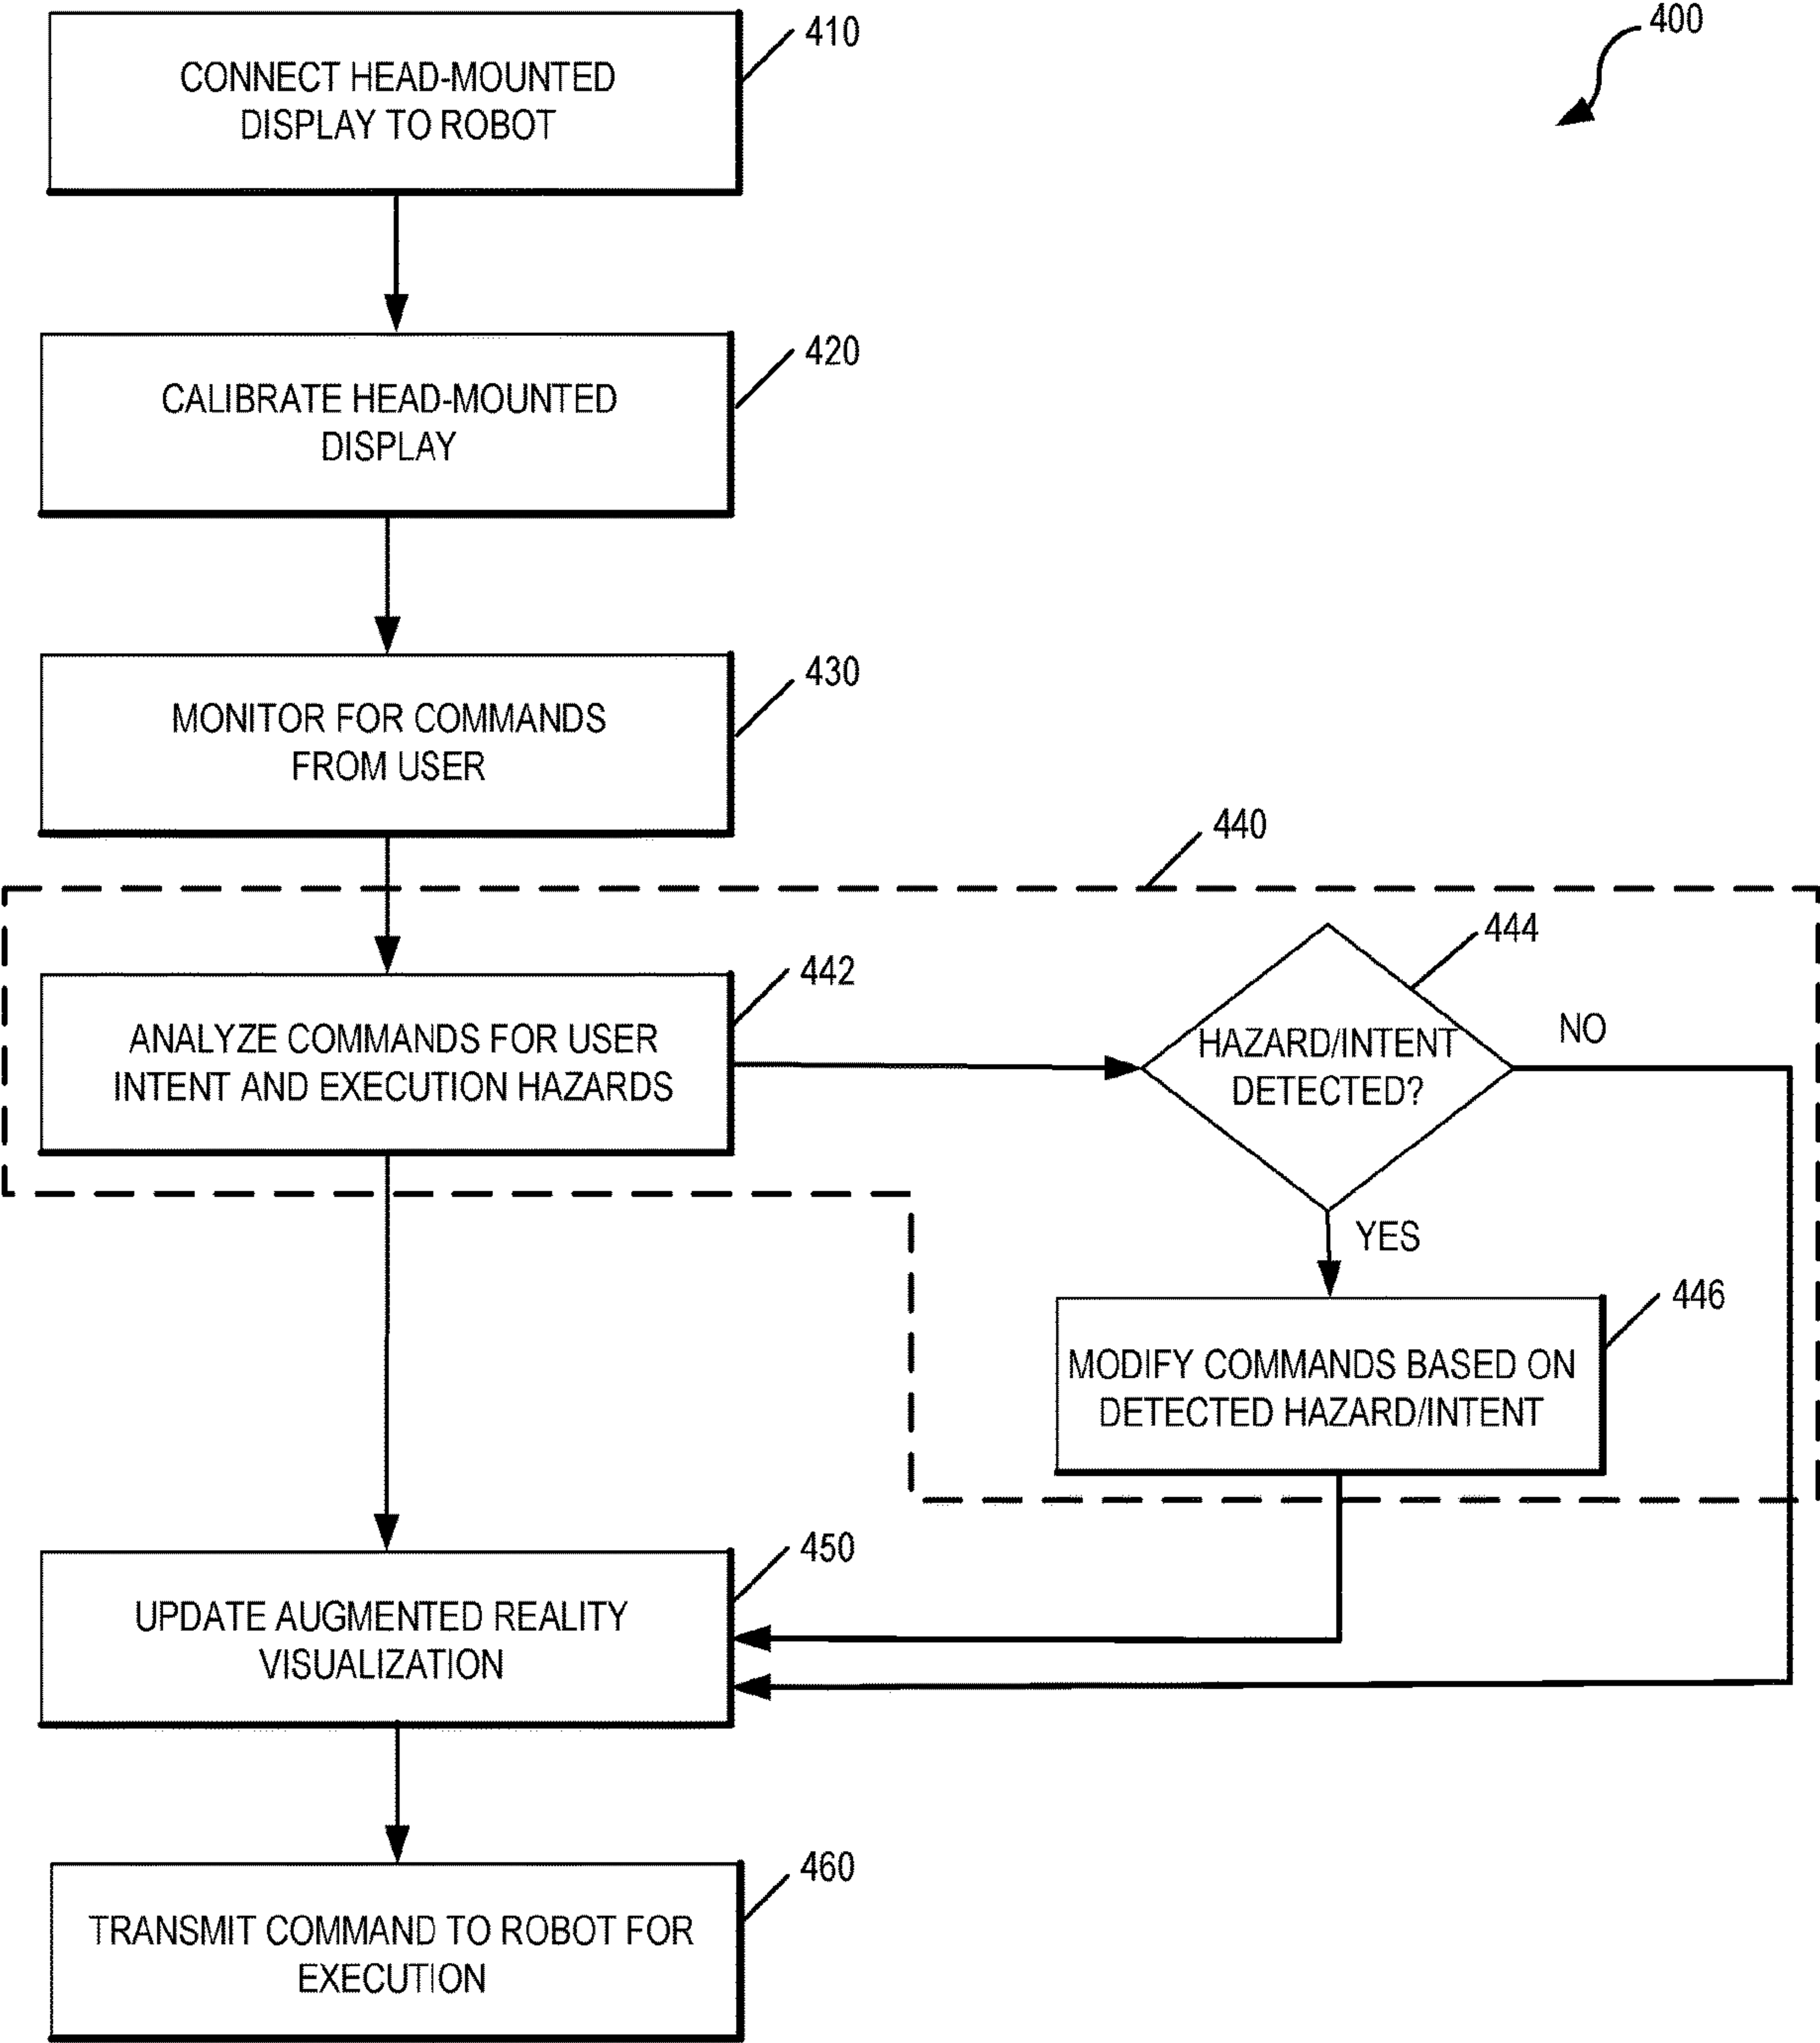 400
410
CONNECT HEAD-MOUNTED
DISPLAY TO ROBOT
420
CALIBRATE HEAD-MOUNTED
DISPLAY
430
MONITOR FOR COMMANDS
FROM USER
440
442
ANALYZE COMMANDS FOR USER
INTENT AND EXECUTION HAZARDS
444
HAZARD/INTENT
DETECTED?
NO
YES
446
MODIFY COMMANDS BASED ON
DETECTED HAZARD/INTENT
450
UPDATE AUGMENTED REALITY
VISUALIZATION
460
TRANSMIT COMMAND TO ROBOT FOR
EXECUTION